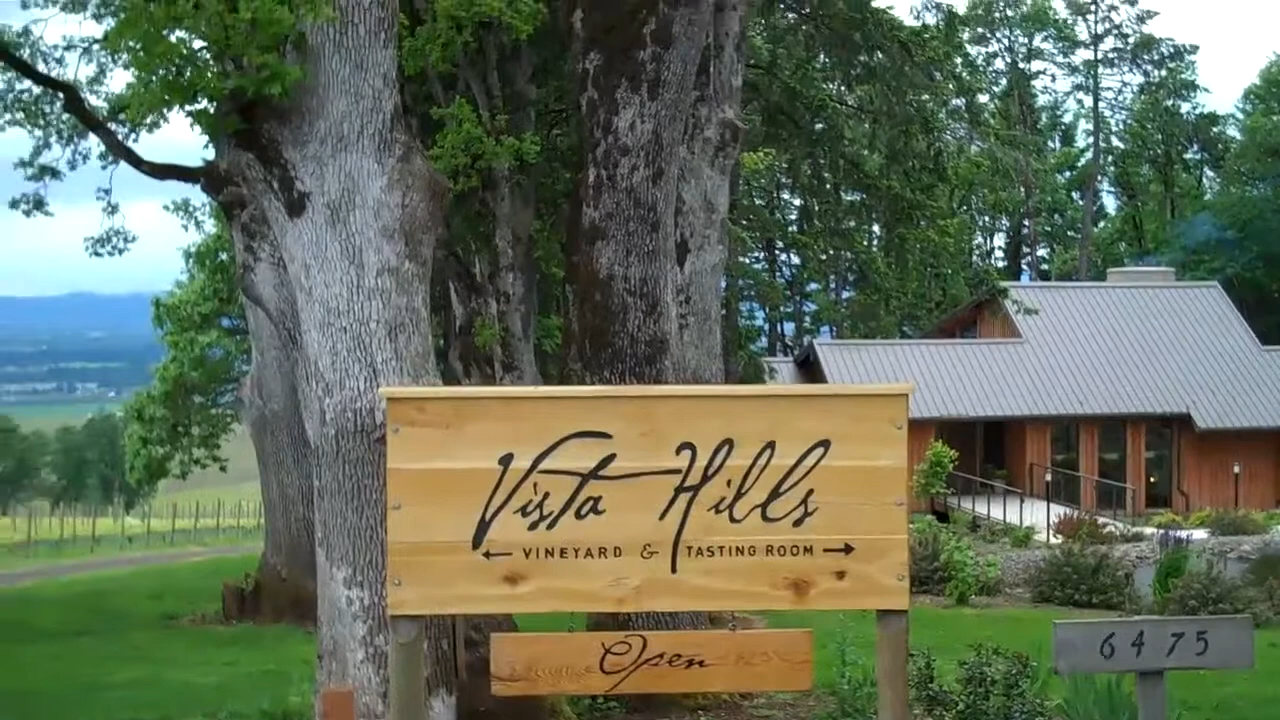 Vista Hills
← VINEYARD & TASTING ROOM →
Open
6475